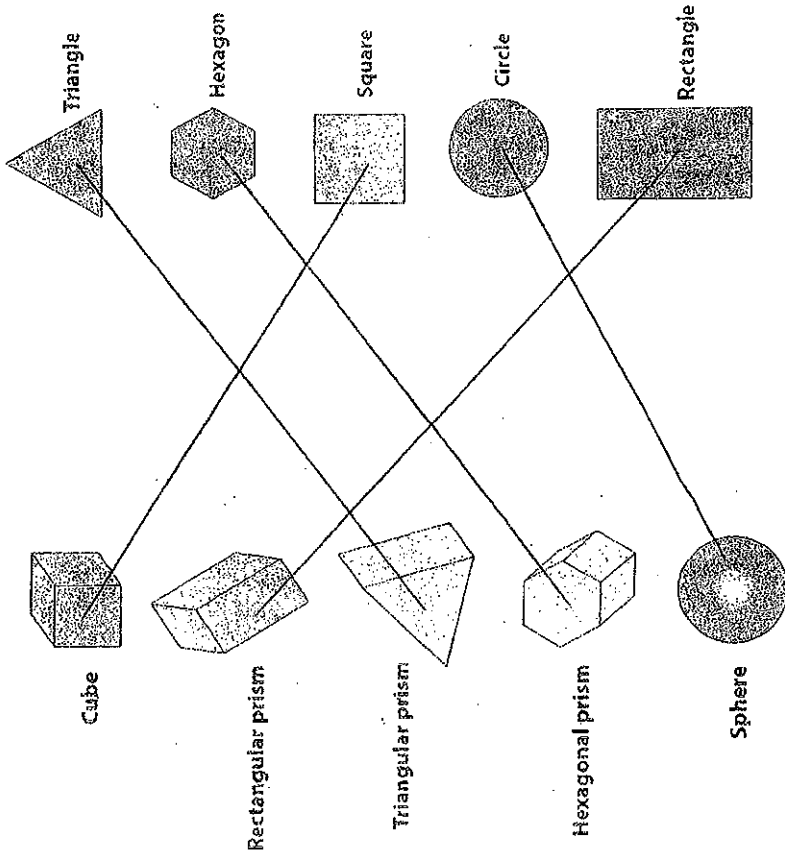 Cube
Rectangular prism
Triangular prism
Hexagonal prism
Sphere
Triangle
Hexagon
Square
Circle
Rectangle